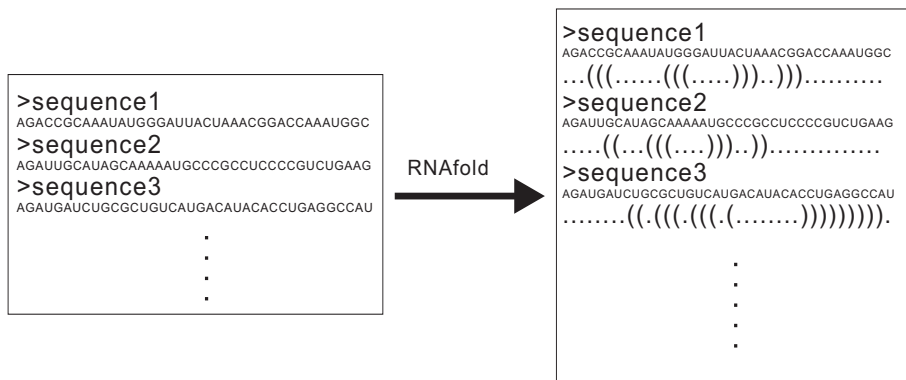 >sequence1
AGACCGCAAAUAUGGGAUUACUAAACGGACCAAAUGGC
>sequence2
AGAUUGCAUAGCAAAAAUGCCCGCCUCCCCGUCUGAAG
>sequence3
AGAUGAUCUGCGCUGUCAUGACAUACACCUGAGGCCAU
.
.
.
.
RNAfold
>sequence1
AGACCGCAAAUAUGGGAUUACUAAACGGACCAAAUGGC
...(((......(((.....)))..)))..........
>sequence2
AGAUUGCAUAGCAAAAAUGCCCGCCUCCCCGUCUGAAG
.....((...(((....)))..)).............
>sequence3
AGAUGAUCUGCGCUGUCAUGACAUACACCUGAGGCCAU
........((.(((.(((.(........))))))))).
.
.
.
.
.